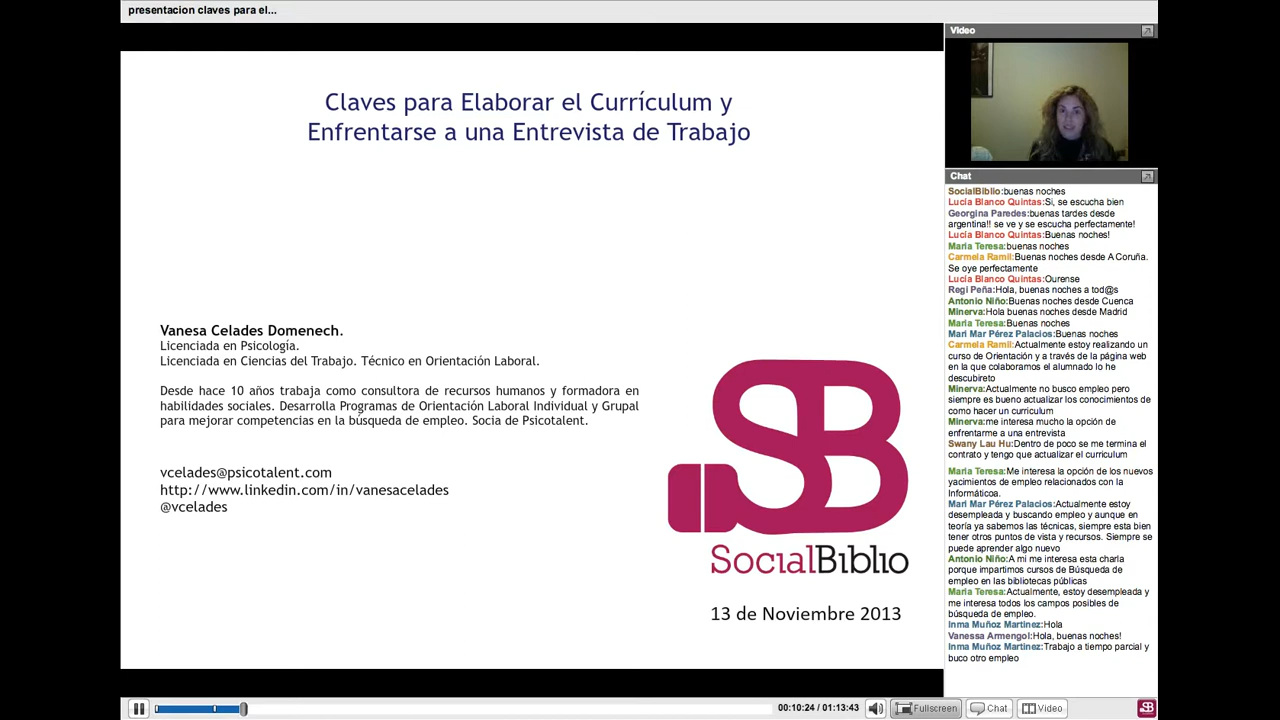 presentacion claves para el...
Claves para Elaborar el Currículum y
Enfrentarse a una Entrevista de Trabajo
Vanesa Celades Domenech.
Licenciada en Psicología.
Licenciada en Ciencias del Trabajo. Técnico en Orientación Laboral.
Desde hace 10 años trabaja como consultora de recursos humanos y formadora en
habilidades sociales. Desarrolla Programas de Orientación Laboral Individual y Grupal
para mejorar competencias en la búsqueda de empleo. Socia de Psicotalent.
vcelades@psicotalent.com
http://www.linkedin.com/in/vanesacelades
@vcelades
SB
SocialBiblio
13 de Noviembre 2013
Video
Chat
SocialBiblio:buenas noches
Lucía Blanco Quintas:Si, se escucha bien
Georgina Paredes:buenas tardes desde
argentina!! se ve y se escucha perfectamente!
Lucía Blanco Quintas:Buenas noches!
Maria Teresa:buenas noches
Carmela Ramil:Buenas noches desde A Coruña.
Se oye perfectamente
Lucía Blanco Quintas:Ourense
Regi Peña:Hola, buenas noches a tod@s
Antonio Niño:Buenas noches desde Cuenca
Minerva:Hola buenas noches desde Madrid
Maria Teresa:Buenas noches
Mari Mar Pérez Palacios:Buenas noches
Carmela Ramil:Actualmente estoy realizando un
curso de Orientación y a través de la página web
en la que colaboramos el alumnado lo he
descubireto
Minerva:Actualmente no busco empleo pero
siempre es bueno actualizar los conocimientos de
como hacer un curriculum
Minerva:me interesa mucho la opción de
enfrentarme a una entrevista
Swany Lau Hu:Dentro de poco se me termina el
contrato y tengo que actualizar el curriculum
Maria Teresa:Me interesa la opción de los nuevos
yacimientos de empleo relacionados con la
Informáticoa.
Mari Mar Pérez Palacios:Actualmente estoy
desempleada y buscando empleo y aunque en
teoría ya sabemos las técnicas, siempre esta bien
tener otros puntos de vista y recursos. Siempre se
puede aprender algo nuevo
Antonio Niño:A mi me interesa esta charla
porque impartimos cursos de Búsqueda de
empleo en las bibliotecas públicas
Maria Teresa:Actualmente, estoy desempleada y
me interesa todos los campos posibles de
búsqueda de empleo.
Inma Muñoz Martinez:Hola
Vanessa Armengol:Hola, buenas noches!
Inma Muñoz Martinez:Trabajo a tiempo parcial y
buco otro empleo
00:10:24 / 01:13:43
Fullscreen
Chat
Video
SB